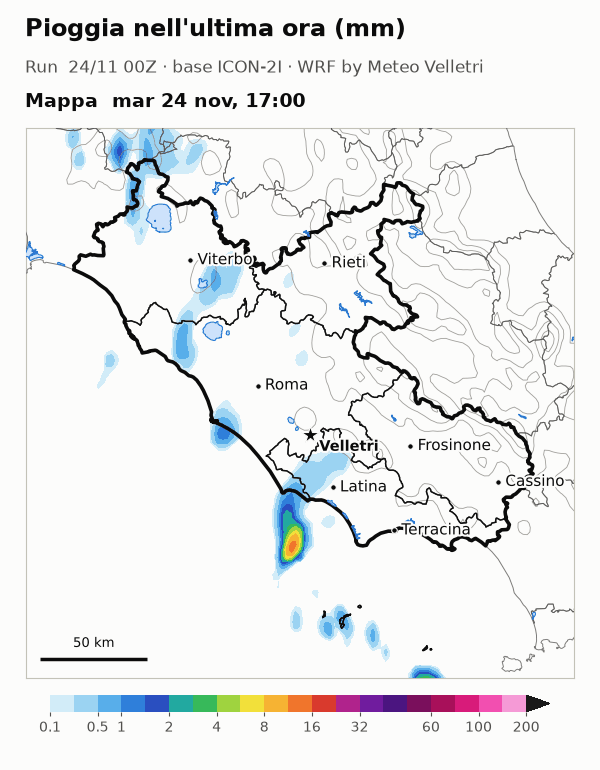 Pioggia nell'ultima ora (mm)
Run  24/11 00Z · base ICON-2I · WRF by Meteo Velletri
Mappa  mar 24 nov, 17:00
Viterbo
Rieti
Roma
Velletri
Frosinone
Latina
Cassino
Terracina
50 km
0.1 0.5 1 2 4 8 16 32 60 100 200